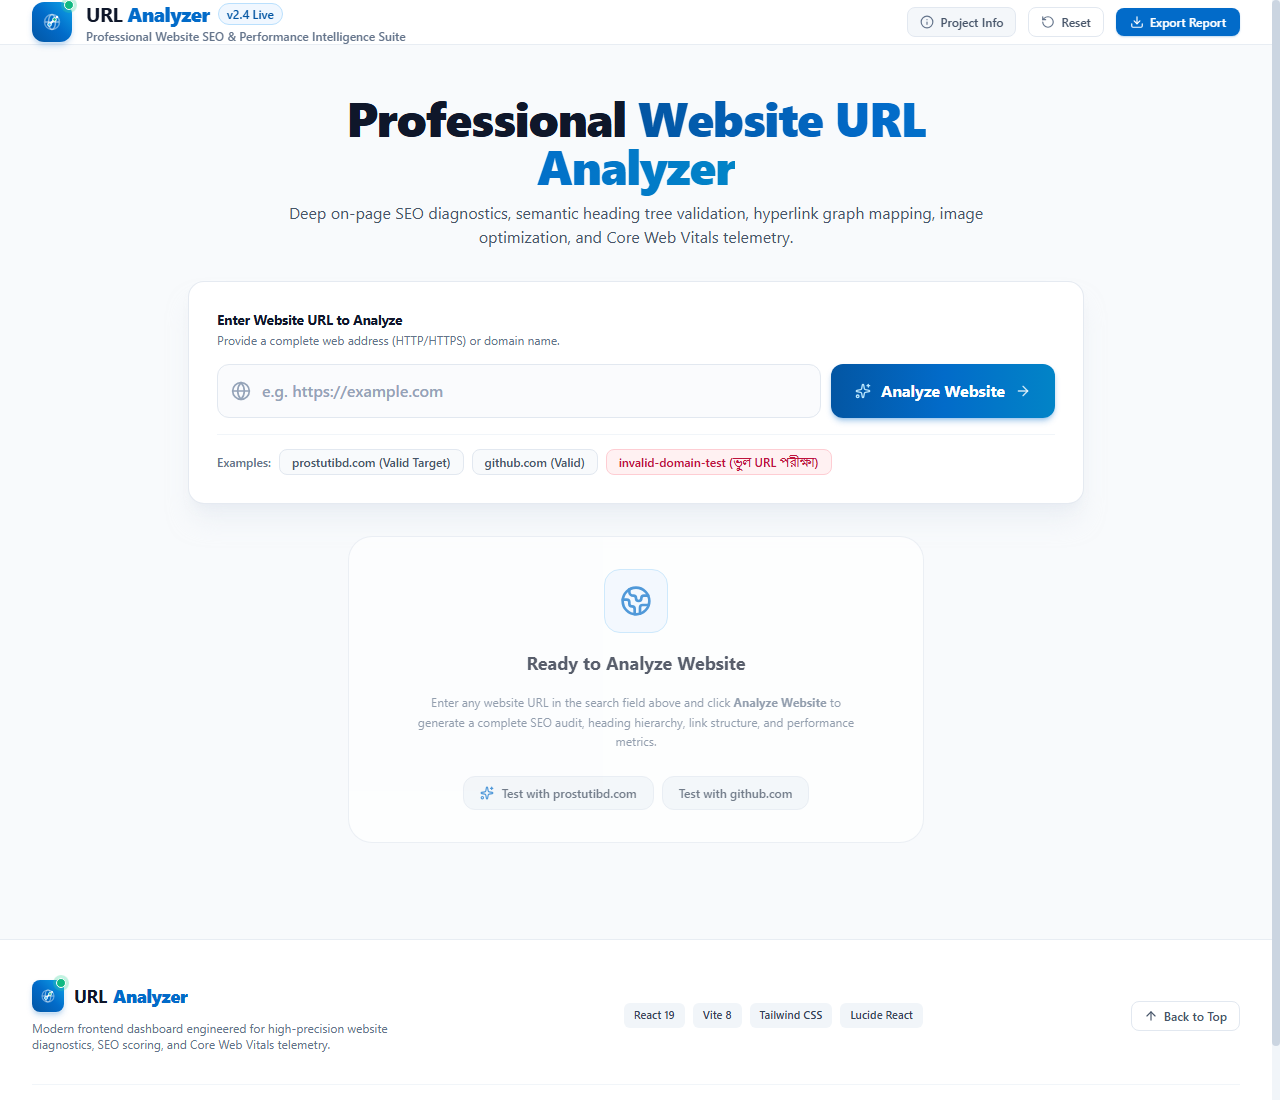 URL Analyzer v2.4 Live
Professional Website SEO & Performance Intelligence Suite
Project Info
Reset
Export Report
Professional Website URL
Analyzer
Deep on-page SEO diagnostics, semantic heading tree validation, hyperlink graph mapping, image
optimization, and Core Web Vitals telemetry.
Enter Website URL to Analyze
Provide a complete web address (HTTP/HTTPS) or domain name.
e.g. https://example.com
Analyze Website
Examples:
prostutibd.com (Valid Target)
github.com (Valid)
invalid-domain-test (ভুল URL পরীক্ষা)
Ready to Analyze Website
Enter any website URL in the search field above and click Analyze Website to
generate a complete SEO audit, heading hierarchy, link structure, and performance
metrics.
Test with prostutibd.com
Test with github.com
URL Analyzer
Modern frontend dashboard engineered for high-precision website
diagnostics, SEO scoring, and Core Web Vitals telemetry.
React 19
Vite 8
Tailwind CSS
Lucide React
Back to Top